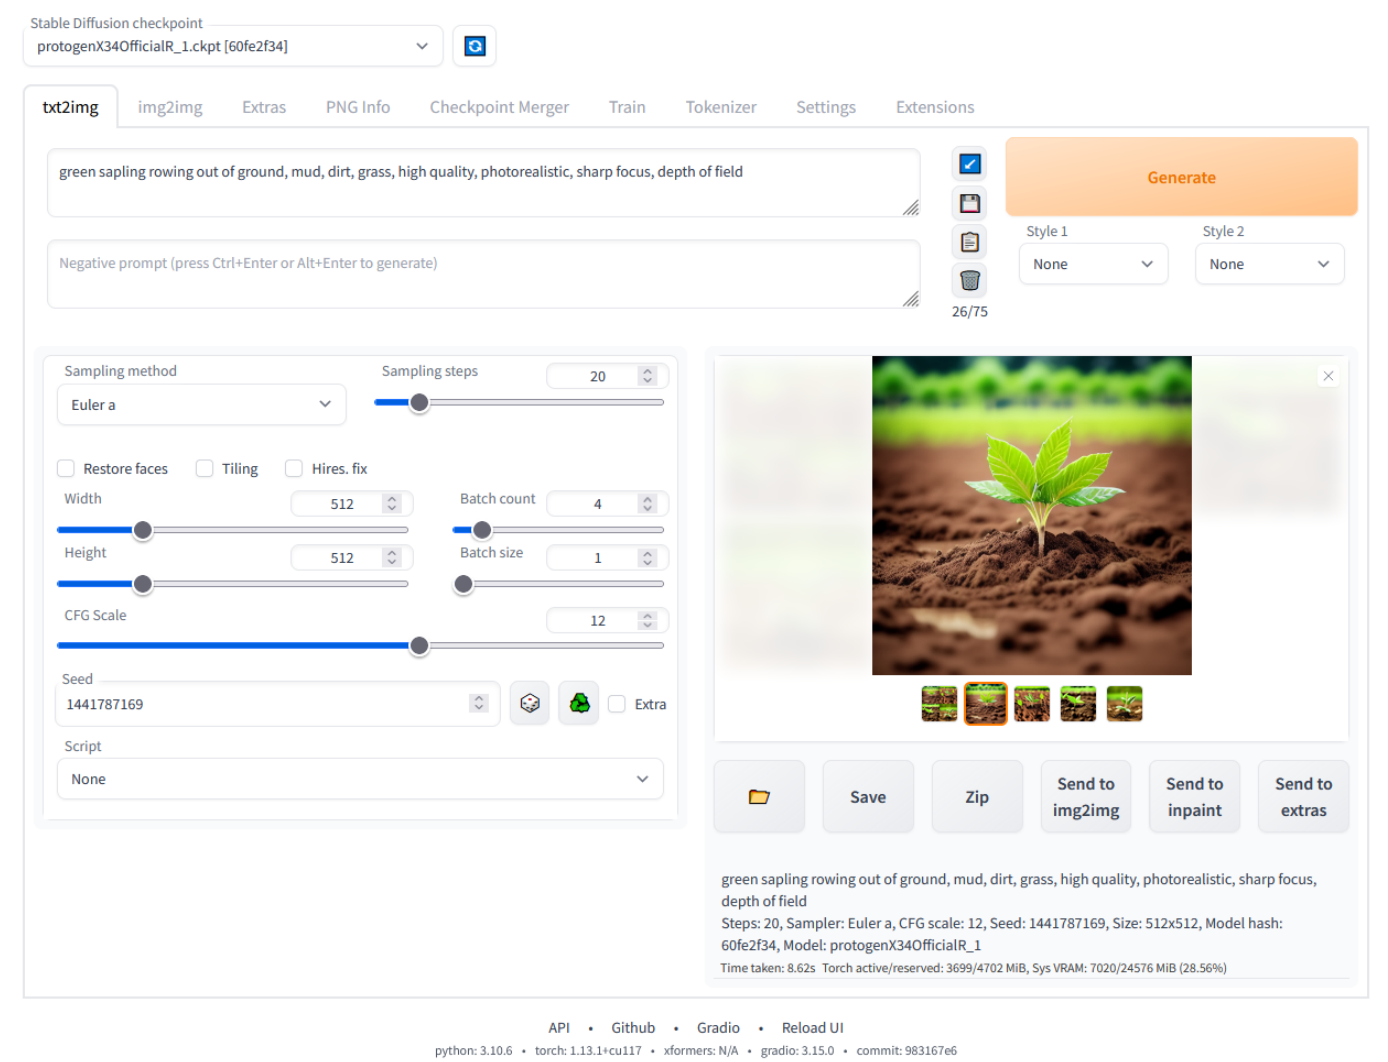 Stable Diffusion checkpoint
protogenX34OfficialR_1.ckpt [60fe2f34]
txt2img img2img Extras PNG Info Checkpoint Merger Train Tokenizer Settings Extensions
green sapling rowing out of ground, mud, dirt, grass, high quality, photorealistic, sharp focus, depth of field
Negative prompt (press Ctrl+Enter or Alt+Enter to generate)
26/75
Generate
Style 1 Style 2
None None
Sampling method Sampling steps 20
Euler a
Restore faces Tiling Hires. fix
Width 512 Batch count 4
Height 512 Batch size 1
CFG Scale 12
Seed
1441787169 Extra
Script
None
Save Zip Send to img2img Send to inpaint Send to extras
green sapling rowing out of ground, mud, dirt, grass, high quality, photorealistic, sharp focus,
depth of field
Steps: 20, Sampler: Euler a, CFG scale: 12, Seed: 1441787169, Size: 512x512, Model hash:
60fe2f34, Model: protogenX34OfficialR_1
Time taken: 8.62s Torch active/reserved: 3699/4702 MiB, Sys VRAM: 7020/24576 MiB (28.56%)
API • Github • Gradio • Reload UI
python: 3.10.6 • torch: 1.13.1+cu117 • xformers: N/A • gradio: 3.15.0 • commit: 983167e6